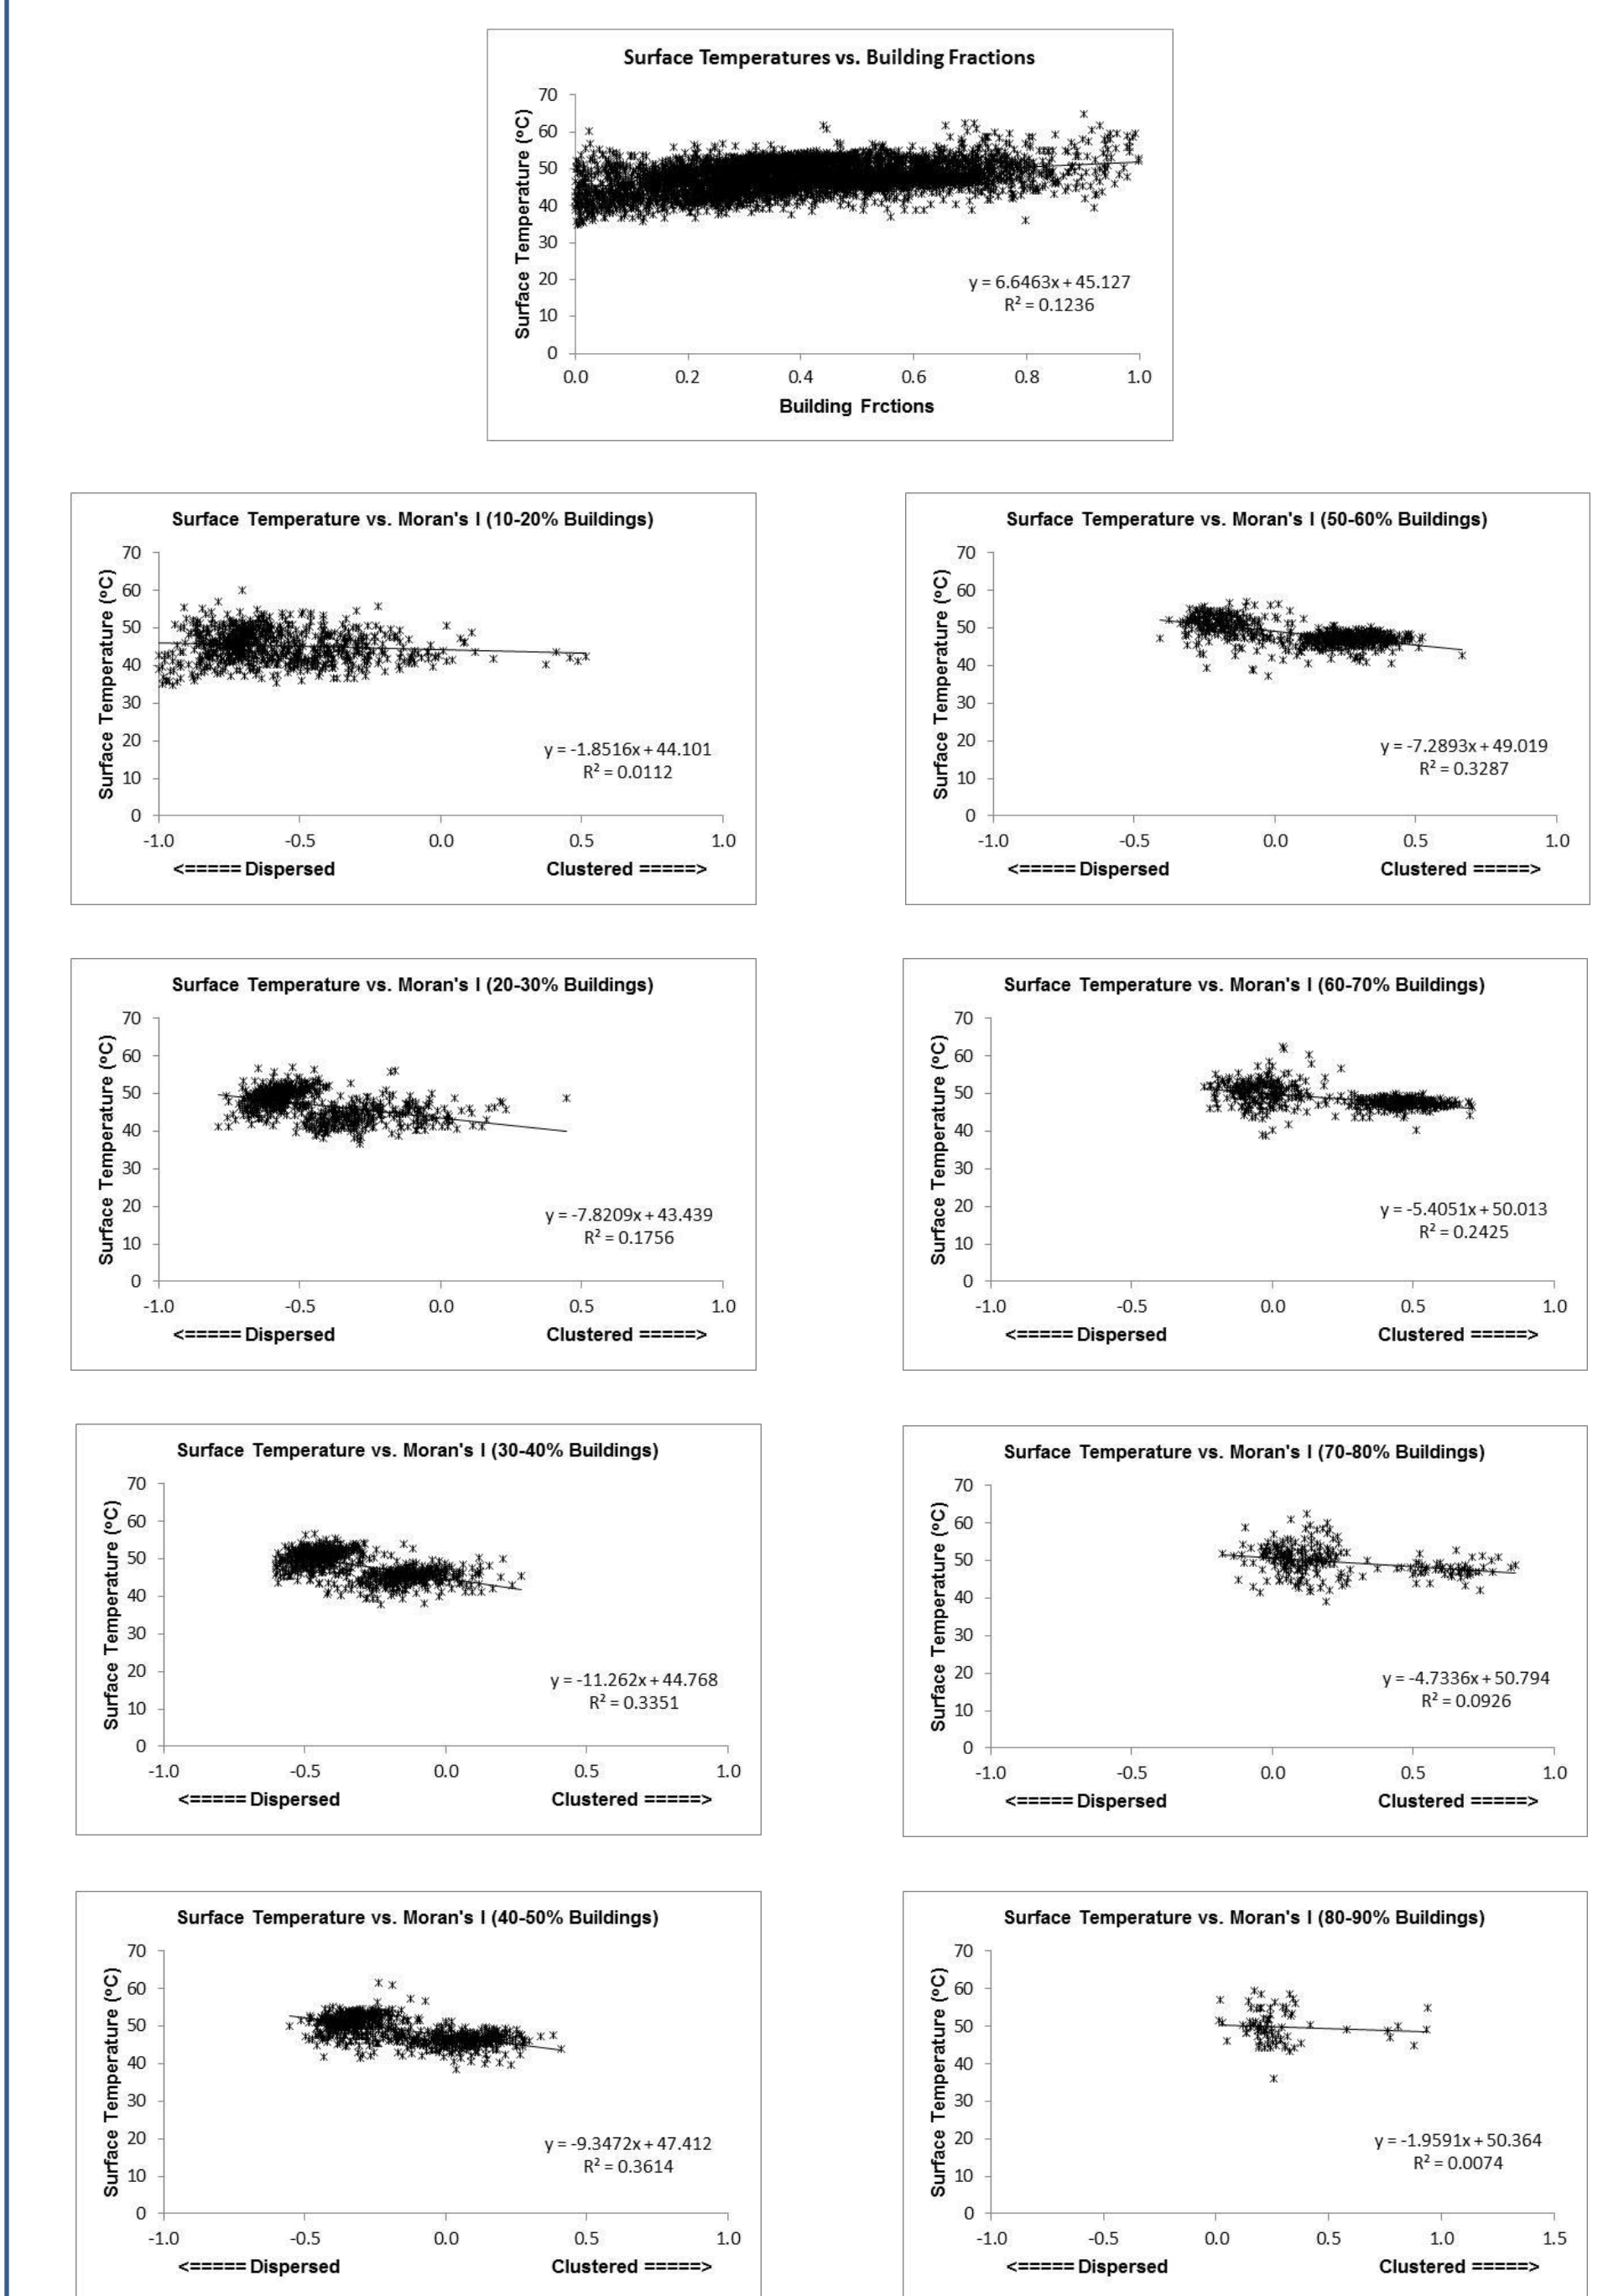 Surface Temperatures vs. Building Fractions
Surface Temperature (ºC)
70
60
50
40
30
20
10
0
y = 6.6463x + 45.127
R² = 0.1236
0.0 0.2 0.4 0.6 0.8 1.0
Building Frctions
Surface Temperature vs. Moran's I (10-20% Buildings)
Surface Temperature (ºC)
70
60
50
40
30
20
10
0
y = -1.8516x + 44.101
R² = 0.0112
-1.0 -0.5 0.0 0.5 1.0
<===== Dispersed Clustered =====>
Surface Temperature vs. Moran's I (50-60% Buildings)
Surface Temperature (ºC)
70
60
50
40
30
20
10
0
y = -7.2893x + 49.019
R² = 0.3287
-1.0 -0.5 0.0 0.5 1.0
<===== Dispersed Clustered =====>
Surface Temperature vs. Moran's I (20-30% Buildings)
Surface Temperature (ºC)
70
60
50
40
30
20
10
0
y = -7.8209x + 43.439
R² = 0.1756
-1.0 -0.5 0.0 0.5 1.0
<===== Dispersed Clustered =====>
Surface Temperature vs. Moran's I (60-70% Buildings)
Surface Temperature (ºC)
70
60
50
40
30
20
10
0
y = -5.4051x + 50.013
R² = 0.2425
-1.0 -0.5 0.0 0.5 1.0
<===== Dispersed Clustered =====>
Surface Temperature vs. Moran's I (30-40% Buildings)
Surface Temperature (ºC)
70
60
50
40
30
20
10
0
y = -11.262x + 44.768
R² = 0.3351
-1.0 -0.5 0.0 0.5 1.0
<===== Dispersed Clustered =====>
Surface Temperature vs. Moran's I (70-80% Buildings)
Surface Temperature (ºC)
70
60
50
40
30
20
10
0
y = -4.7336x + 50.794
R² = 0.0926
-1.0 -0.5 0.0 0.5 1.0
<===== Dispersed Clustered =====>
Surface Temperature vs. Moran's I (40-50% Buildings)
Surface Temperature (ºC)
70
60
50
40
30
20
10
0
y = -9.3472x + 47.412
R² = 0.3614
-1.0 -0.5 0.0 0.5 1.0
<===== Dispersed Clustered =====>
Surface Temperature vs. Moran's I (80-90% Buildings)
Surface Temperature (ºC)
70
60
50
40
30
20
10
0
y = -1.9591x + 50.364
R² = 0.0074
-1.0 -0.5 0.0 0.5 1.0 1.5
<===== Dispersed Clustered =====>